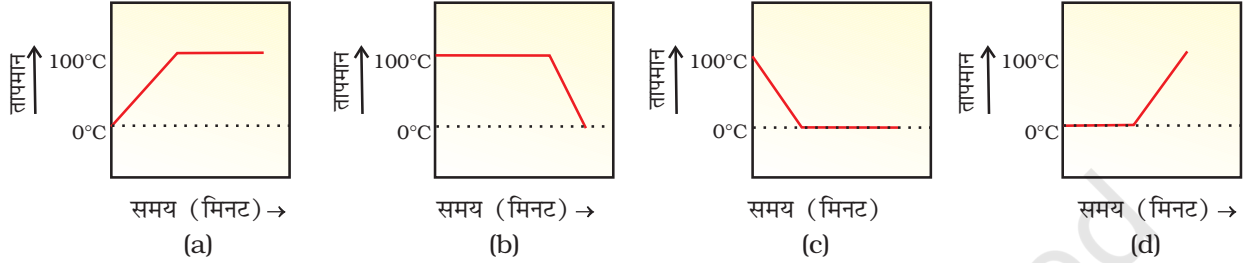 तापमान
100°C
0°C
समय (मिनट) →
(a)
तापमान
100°C
0°C
समय (मिनट) →
(b)
तापमान
100°C
0°C
समय (मिनट)
(c)
तापमान
100°C
0°C
समय (मिनट) →
(d)